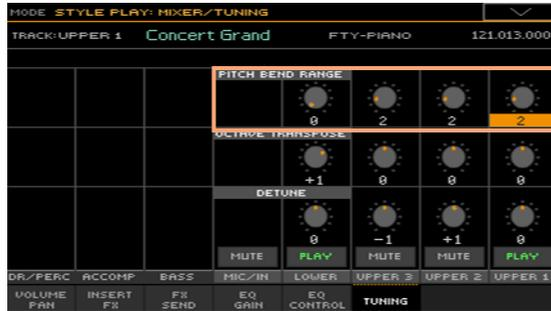 MODE STYLE PLAY: MIXER/TUNING
TRACK:UPPER 1 Concert Grand FTY-PIANO 121.013.000
PITCH BEND RANGE
0 2 2 2
OCTAVE TRANSPOSE
+1 0 0 0
DETUNE
0 -1 +1 0
MUTE PLAY MUTE MUTE PLAY
DR/PERC ACCOMP BASS MIC/IN LOWER UPPER 3 UPPER 2 UPPER 1
VOLUME PAN INSERT FX FX SEND EQ GAIN EQ CONTROL TUNING